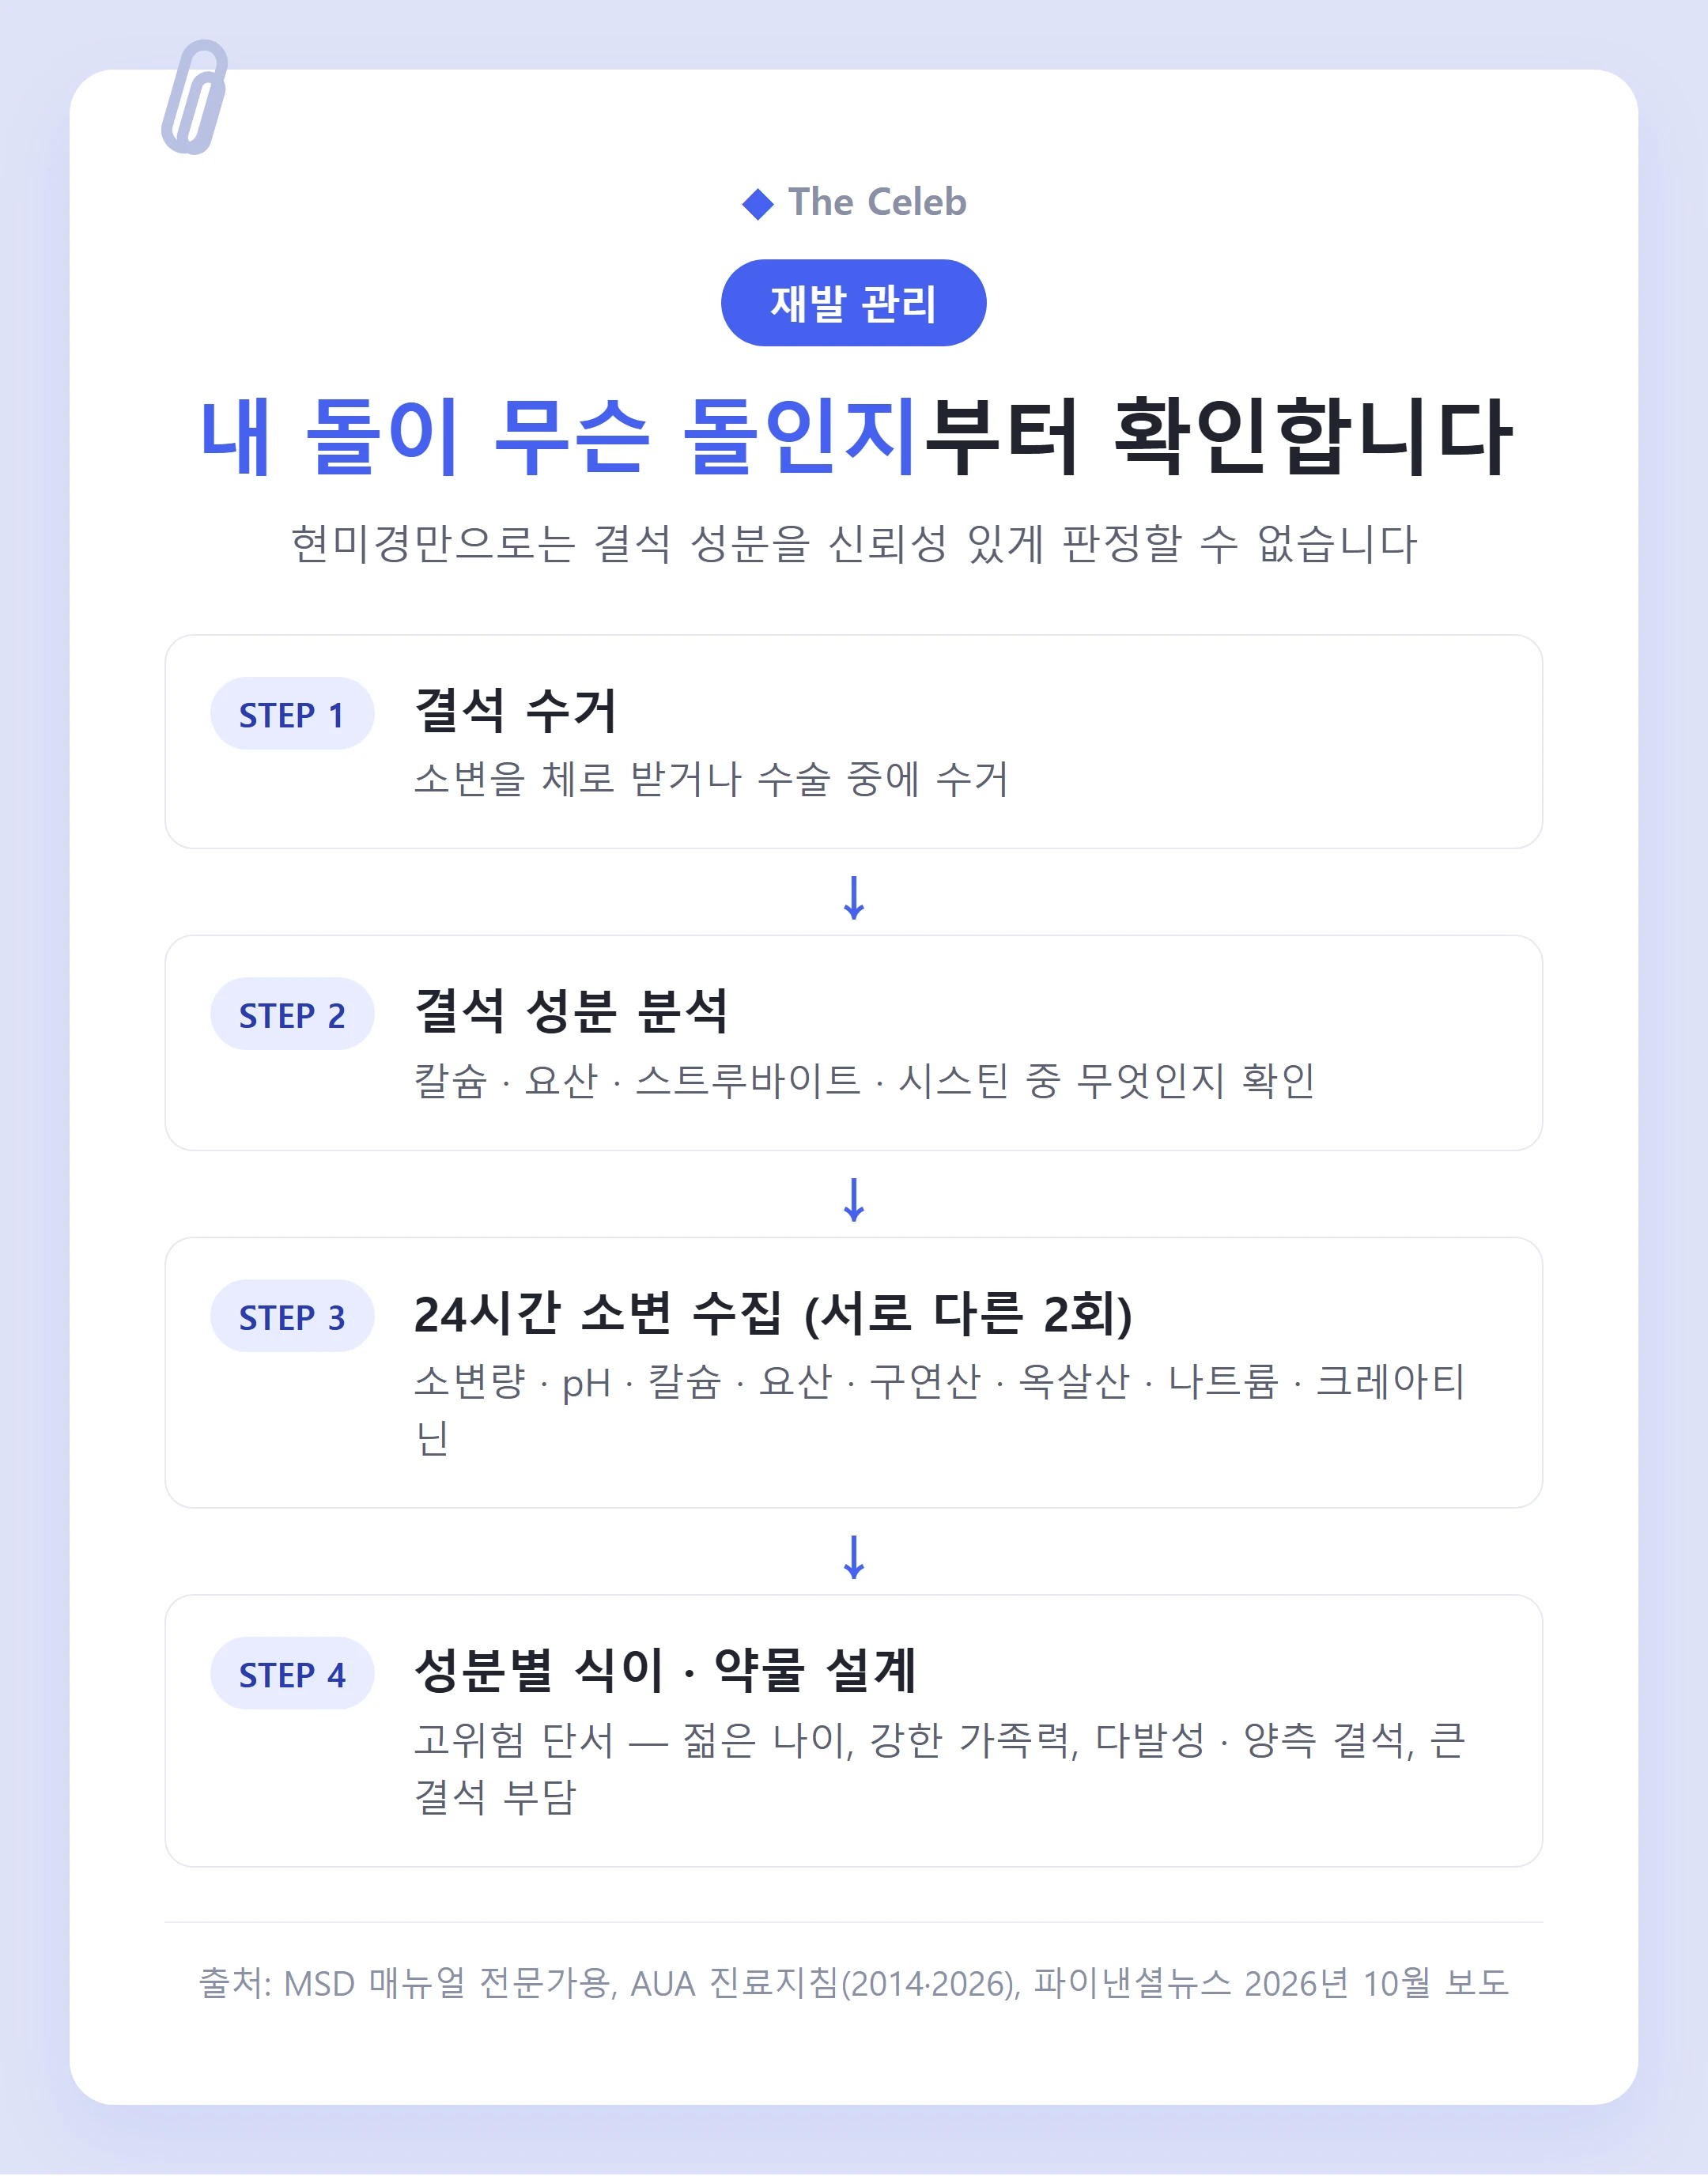 ◆ The Celeb
재발 관리
내 돌이 무슨 돌인지부터 확인합니다
현미경만으로는 결석 성분을 신뢰성 있게 판정할 수 없습니다
STEP 1
결석 수거
소변을 체로 받거나 수술 중에 수거
↓
STEP 2
결석 성분 분석
칼슘 · 요산 · 스트루바이트 · 시스틴 중 무엇인지 확인
↓
STEP 3
24시간 소변 수집 (서로 다른 2회)
소변량 · pH · 칼슘 · 요산 · 구연산 · 옥살산 · 나트륨 · 크레아티
닌
↓
STEP 4
성분별 식이 · 약물 설계
고위험 단서 — 젊은 나이, 강한 가족력, 다발성 · 양측 결석, 큰
결석 부담
출처: MSD 매뉴얼 전문가용, AUA 진료지침(2014·2026), 파이낸셜뉴스 2026년 10월 보도